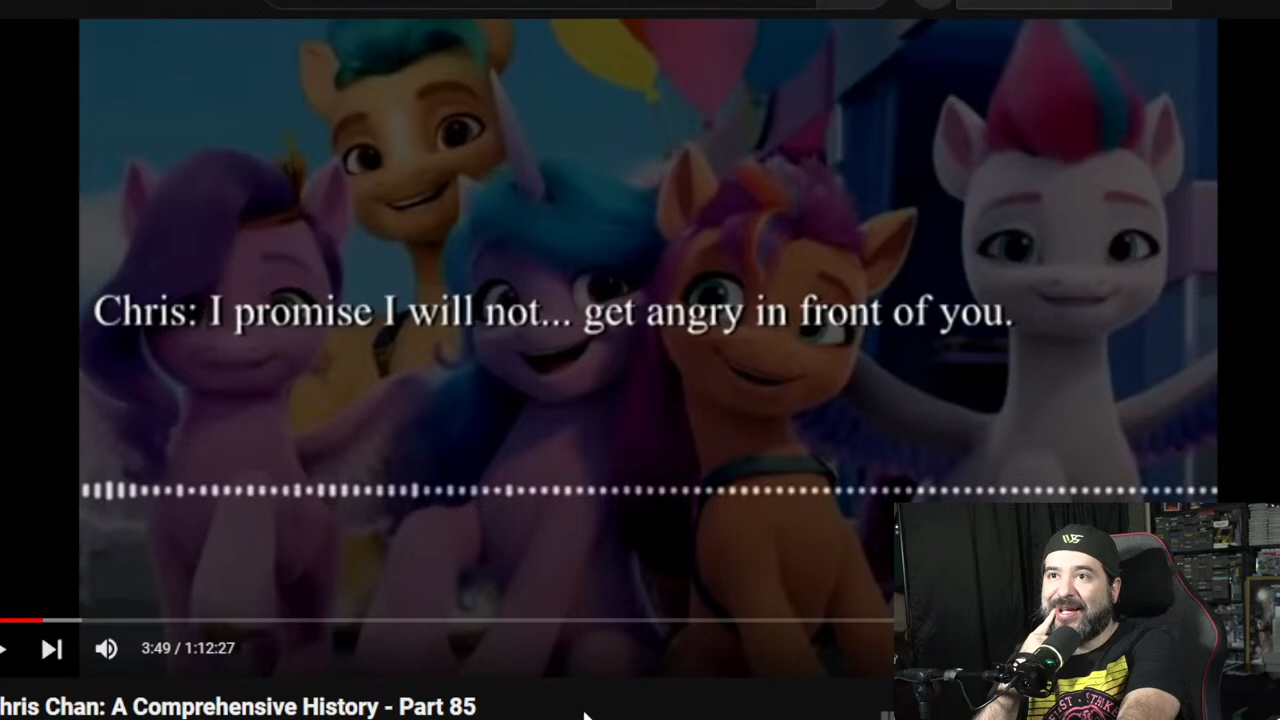 Chris: I promise I will not... get angry in front of you.
3:49 / 1:12:27
hris Chan: A Comprehensive History - Part 85